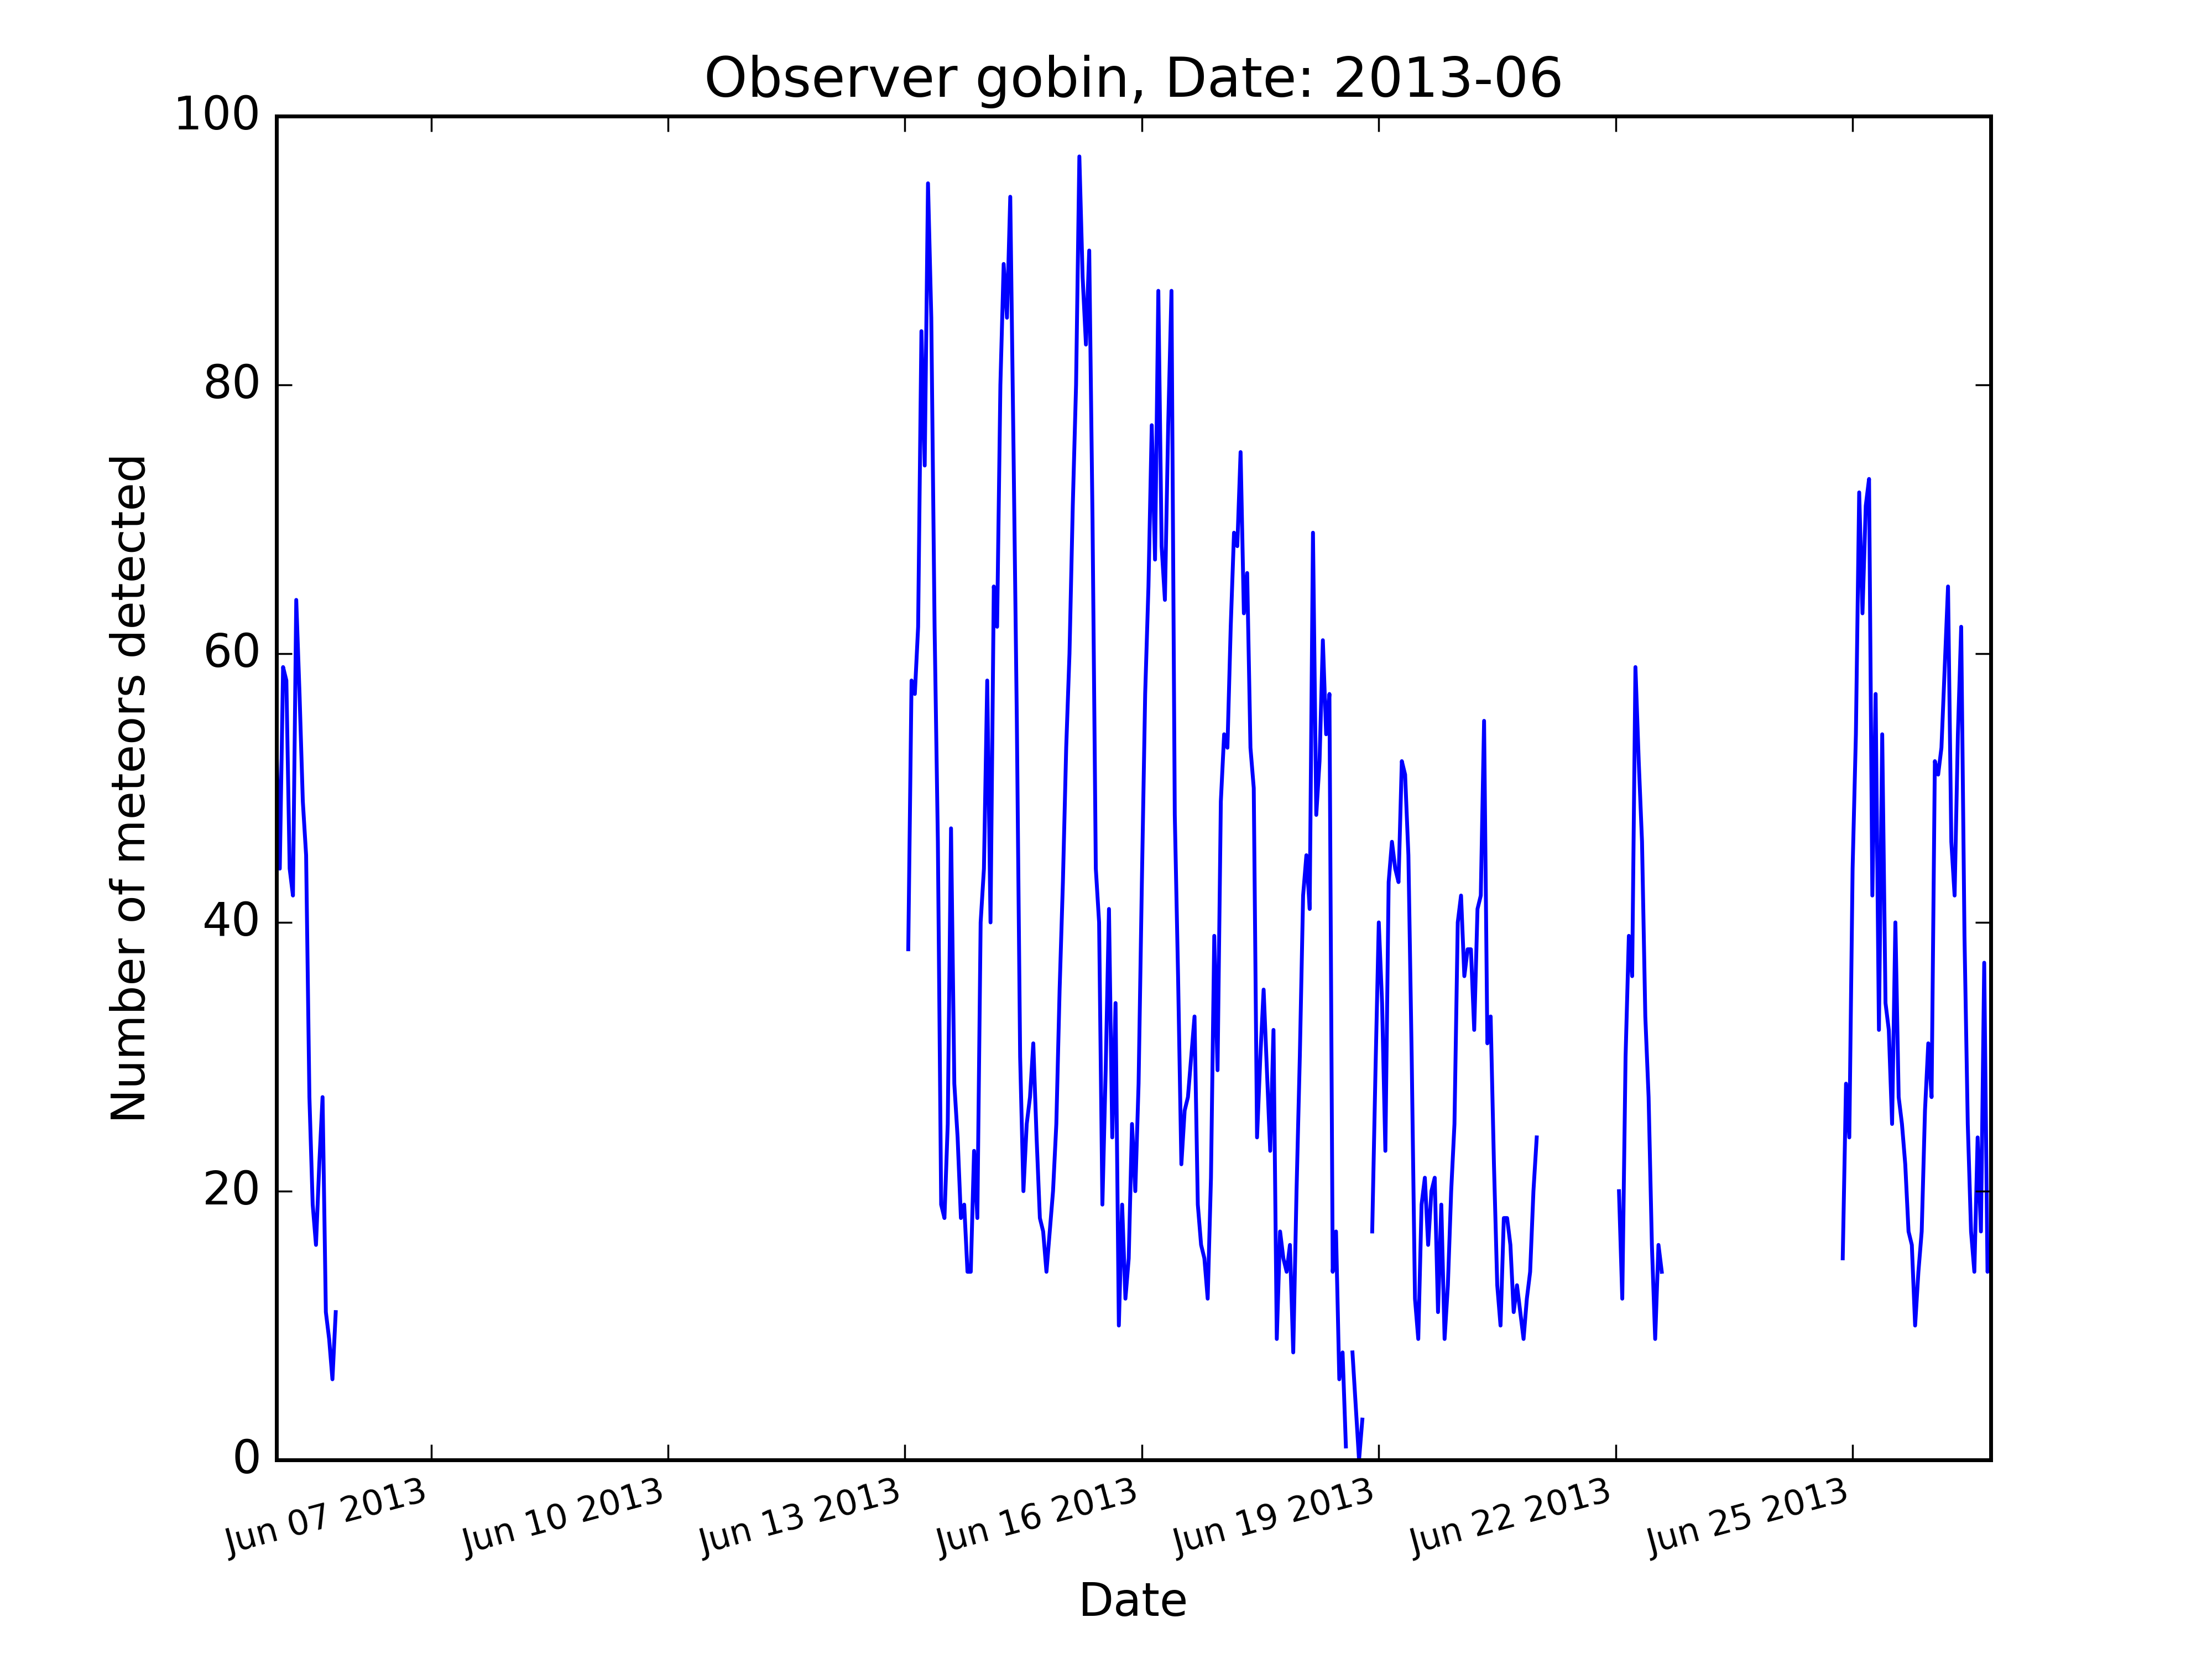 Observer gobin, Date: 2013-06
100
80
60
40
20
0
Number of meteors detected
Jun 07 2013
Jun 10 2013
Jun 13 2013
Jun 16 2013
Jun 19 2013
Jun 22 2013
Jun 25 2013
Date